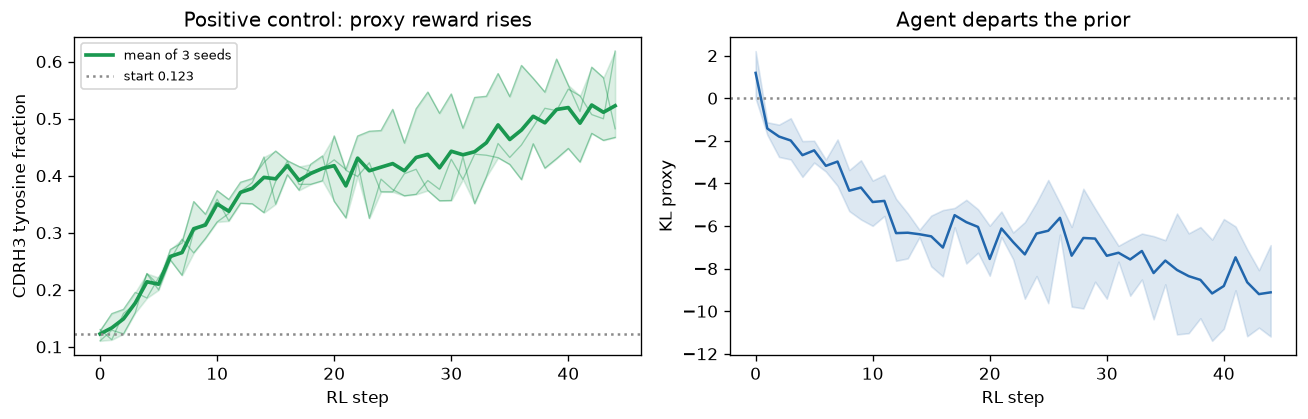 Positive control: proxy reward rises
mean of 3 seeds
start 0.123
CDRH3 tyrosine fraction
0.6
0.5
0.4
0.3
0.2
0.1
0 10 20 30 40
RL step
Agent departs the prior
KL proxy
2
0
−2
−4
−6
−8
−10
−12
0 10 20 30 40
RL step